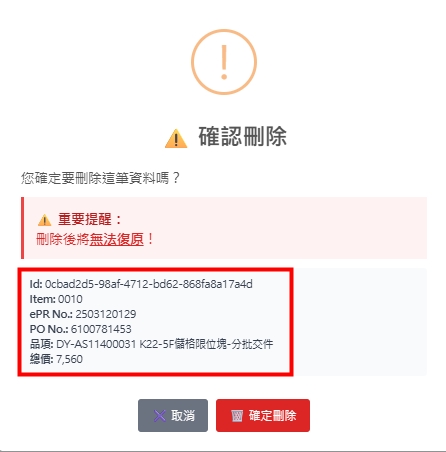 確認刪除
您確定要刪除這筆資料嗎？
重要提醒：
刪除後將無法復原！
Id: 0cbad2d5-98af-4712-bd62-868fa8a17a4d
Item: 0010
ePR No.: 2503120129
PO No.: 6100781453
品項: DY-AS11400031 K22-5F儲格限位塊-分批交件
總價: 7,560
取消
確定刪除